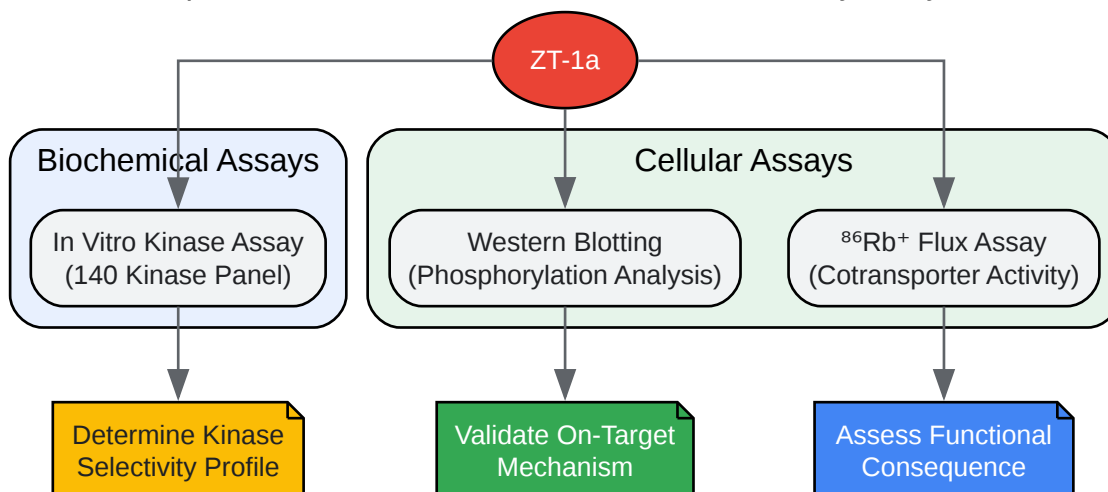 ZT-1a
Biochemical Assays
Cellular Assays
In Vitro Kinase Assay
(140 Kinase Panel)
Western Blotting
(Phosphorylation Analysis)
⁸⁶Rb⁺ Flux Assay
(Cotransporter Activity)
Determine Kinase
Selectivity Profile
Validate On-Target
Mechanism
Assess Functional
Consequence